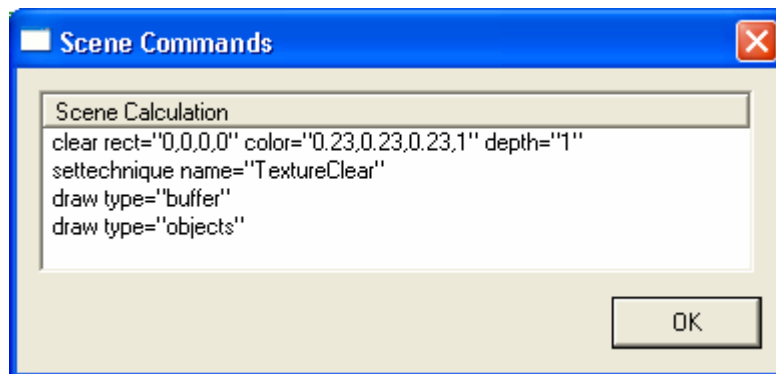 Scene Commands
Scene Calculation
clear rect="0,0,0,0" color="0.23,0.23,0.23,1" depth="1"
settechnique name="TextureClear"
draw type="buffer"
draw type="objects"
OK